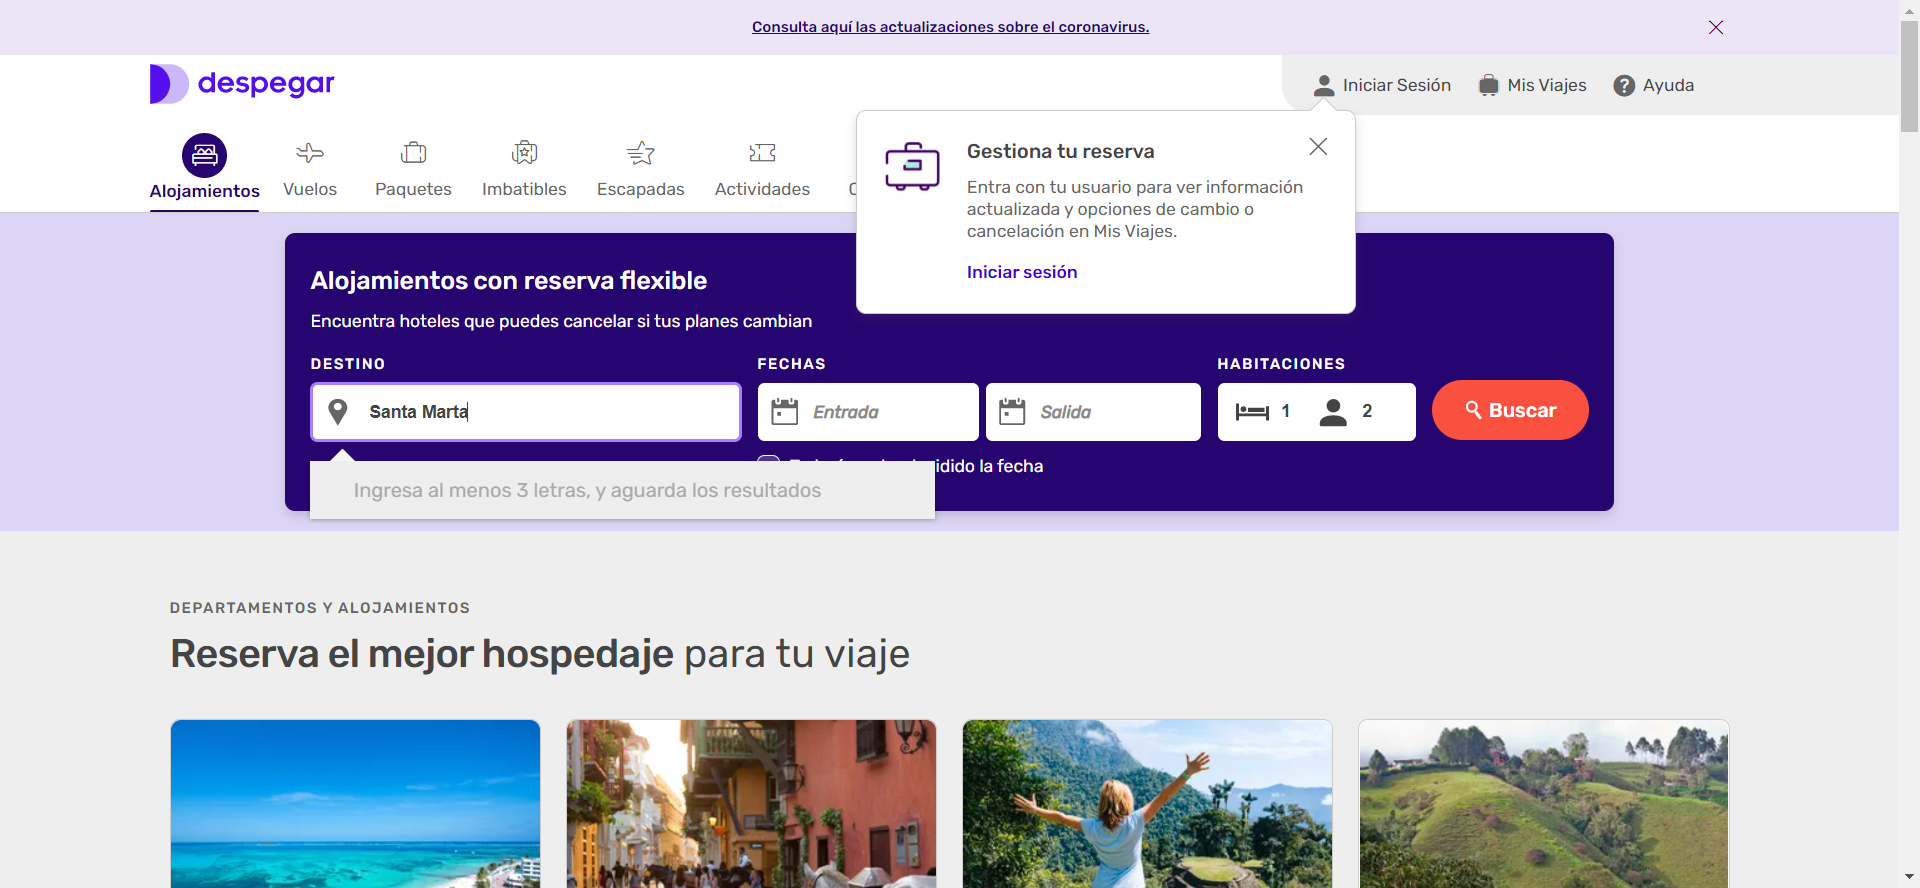 Consulta aquí las actualizaciones sobre el coronavirus.
despegar
Iniciar Sesión
Mis Viajes
Ayuda
Alojamientos
Vuelos
Paquetes
Imbatibles
Escapadas
Actividades
Gestiona tu reserva
Entra con tu usuario para ver información
actualizada y opciones de cambio o
cancelación en Mis Viajes.
Iniciar sesión
Alojamientos con reserva flexible
Encuentra hoteles que puedes cancelar si tus planes cambian
DESTINO
FECHAS
HABITACIONES
Santa Marta
Entrada
Salida
1
2
Buscar
la fecha
Ingresa al menos 3 letras, y aguarda los resultados
DEPARTAMENTOS Y ALOJAMIENTOS
Reserva el mejor hospedaje para tu viaje